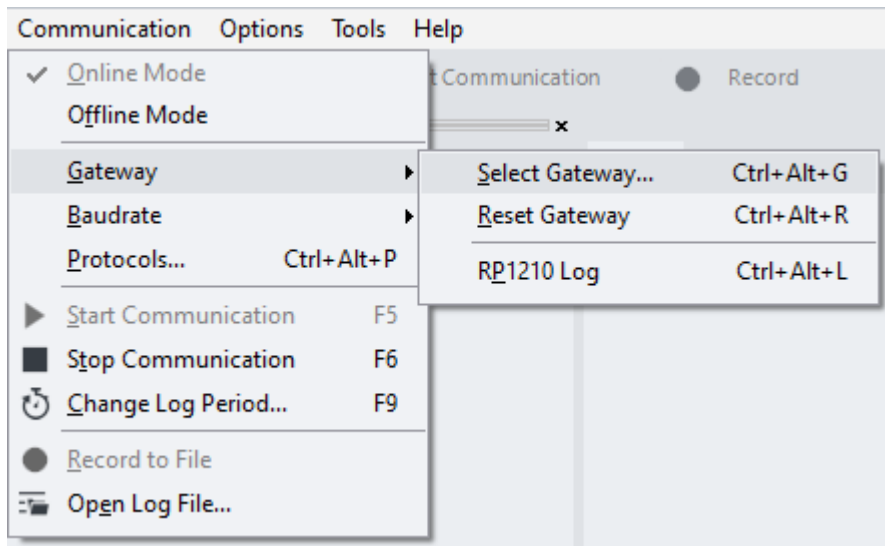 Communication Options Tools Help
Online Mode
t Communication
Record
Offline Mode
x
Gateway
Select Gateway... Ctrl+Alt+G
Baudrate
Reset Gateway Ctrl+Alt+R
Protocols... Ctrl+Alt+P
RP1210 Log Ctrl+Alt+L
Start Communication F5
Stop Communication F6
Change Log Period... F9
Record to File
Open Log File...